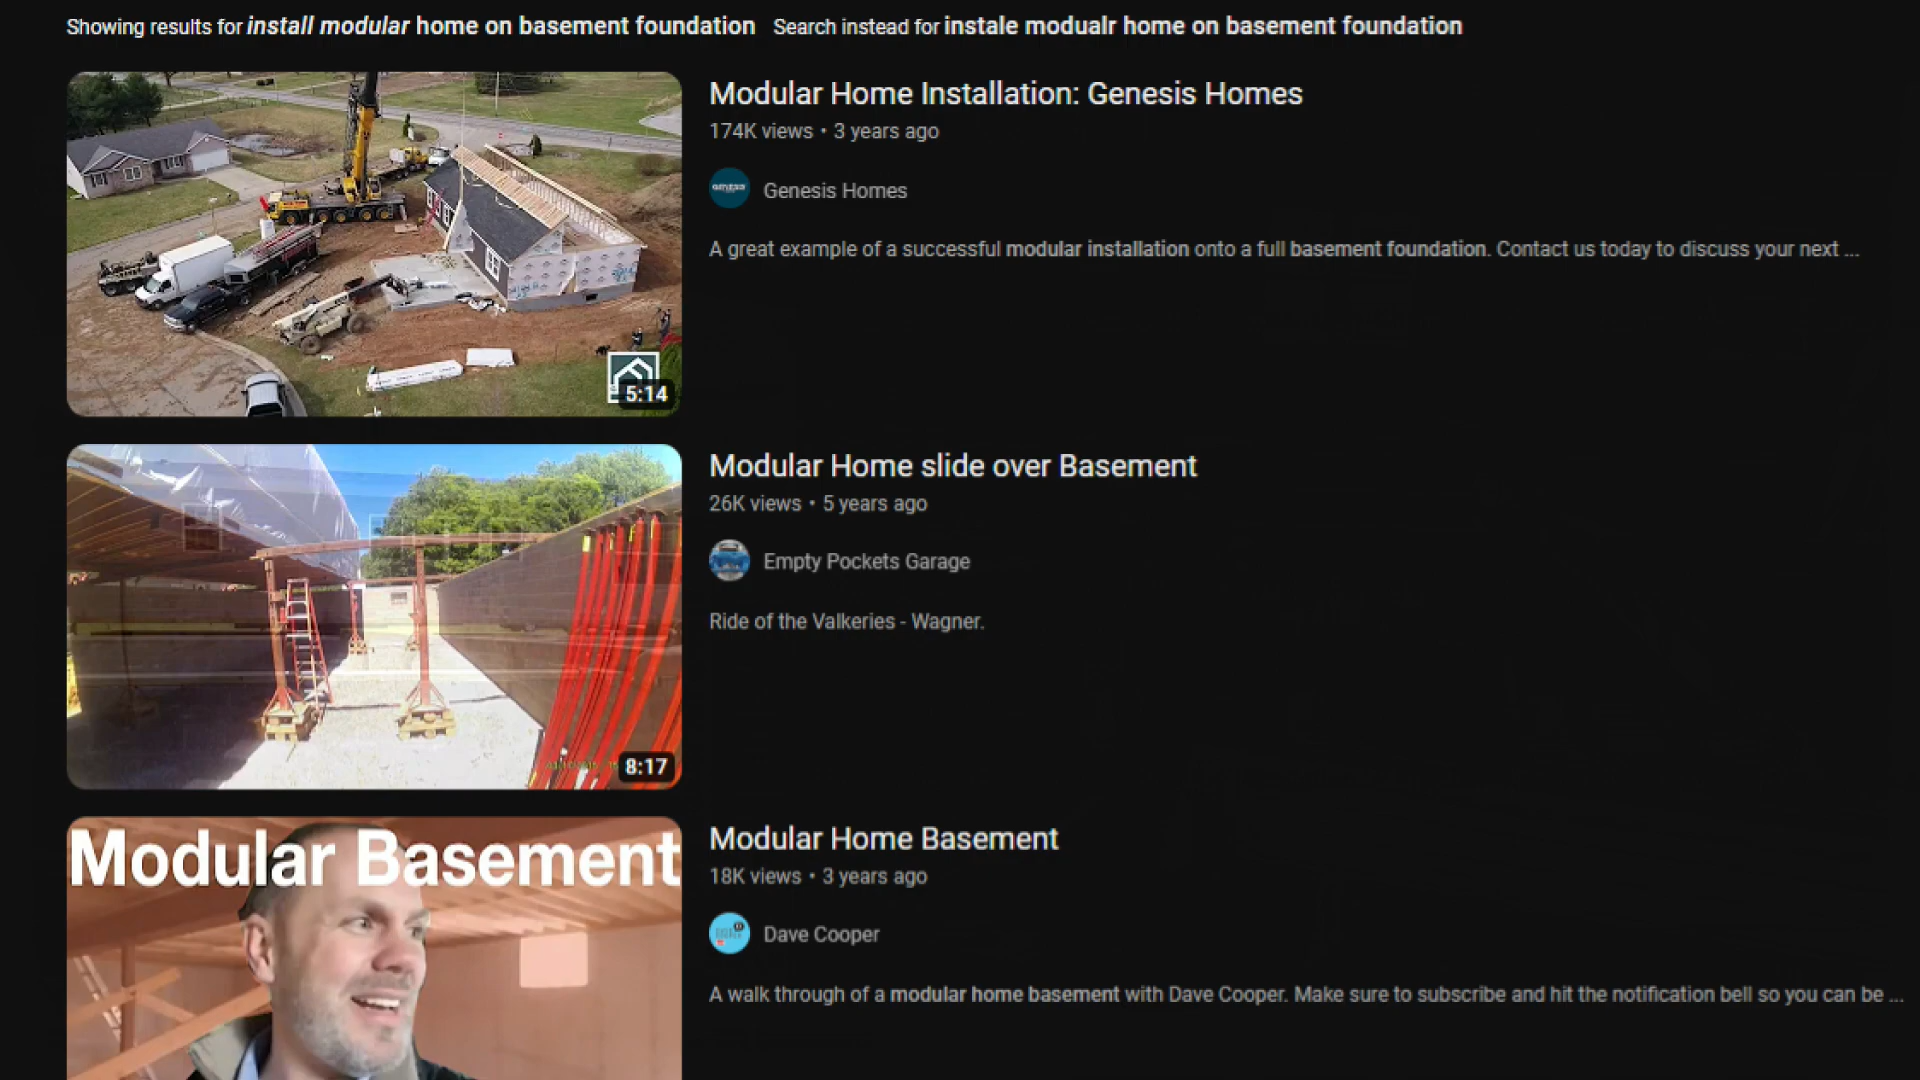 Showing results for install modular home on basement foundation Search instead for instale modualr home on basement foundation
Modular Home Installation: Genesis Homes
174K views • 3 years ago
Genesis Homes
A great example of a successful modular installation onto a full basement foundation. Contact us today to discuss your next ...
5:14
Modular Home slide over Basement
26K views • 5 years ago
Empty Pockets Garage
Ride of the Valkeries - Wagner.
8:17
Modular Basement
Modular Home Basement
18K views • 3 years ago
Dave Cooper
A walk through of a modular home basement with Dave Cooper. Make sure to subscribe and hit the notification bell so you can be ...